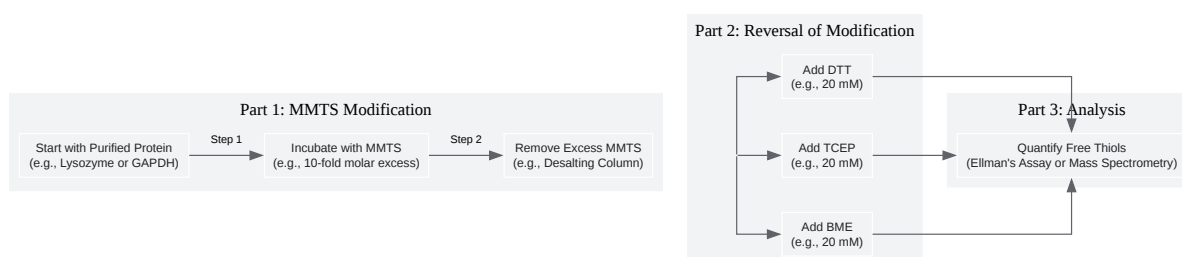 Part 1: MMTS Modification
Start with Purified Protein
(e.g., Lysozyme or GAPDH)
Step 1
Incubate with MMTS
(e.g., 10-fold molar excess)
Step 2
Remove Excess MMTS
(e.g., Desalting Column)
Part 2: Reversal of Modification
Add DTT
(e.g., 20 mM)
Add TCEP
(e.g., 20 mM)
Add BME
(e.g., 20 mM)
Part 3: Analysis
Quantify Free Thiols
(Ellman's Assay or Mass Spectrometry)